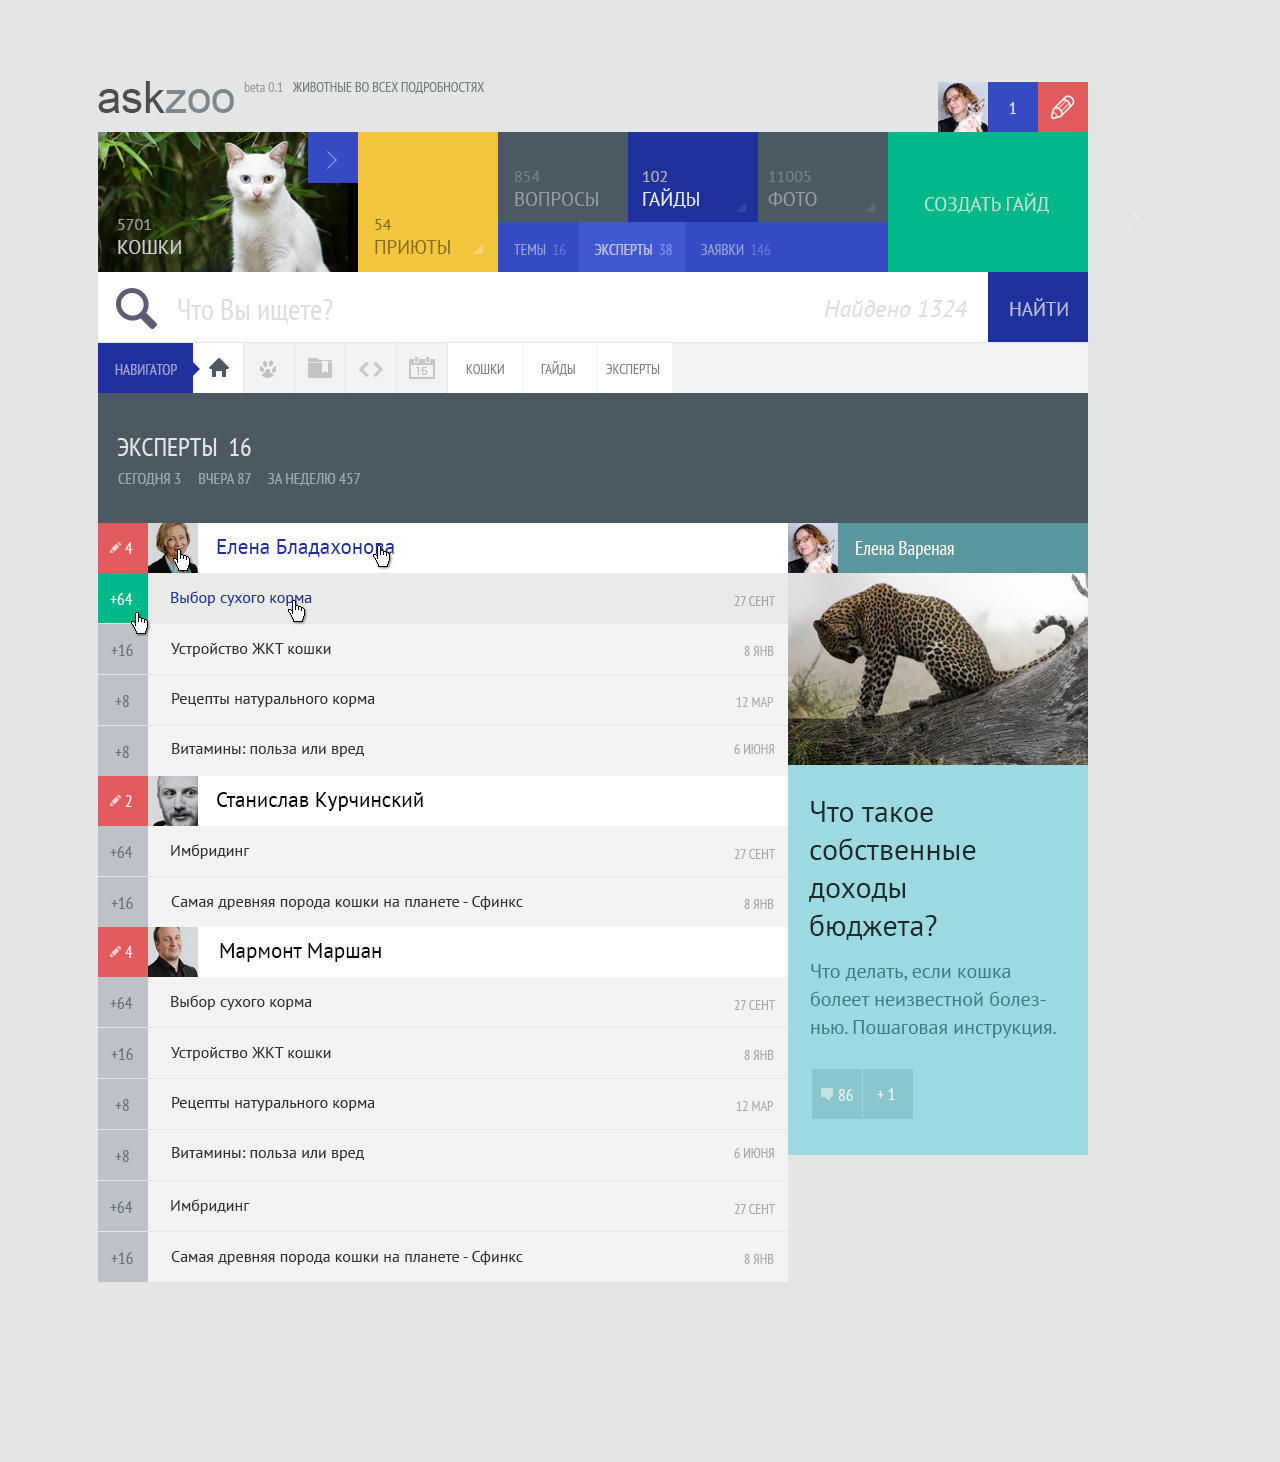 askzoo beta 0.1 ЖИВОТНЫЕ ВО ВСЕХ ПОДРОБНОСТЯХ
1
5701
КОШКИ
54
ПРИЮТЫ
854
ВОПРОСЫ
102
ГАЙДЫ
11005
ФОТО
ТЕМЫ 16
ЭКСПЕРТЫ 38
ЗАЯВКИ 146
СОЗДАТЬ ГАЙД
Что Вы ищете?
Найдено 1324
НАЙТИ
НАВИГАТОР
15
КОШКИ
ГАЙДЫ
ЭКСПЕРТЫ
ЭКСПЕРТЫ 16
СЕГОДНЯ 3 ВЧЕРА 87 ЗА НЕДЕЛЮ 457
4 Елена Бладахонова
+64 Выбор сухого корма 27 СЕНТ
+16 Устройство ЖКТ кошки 8 ЯНВ
+8 Рецепты натурального корма 12 МАР
+8 Витамины: польза или вред 6 ИЮНЯ
2 Станислав Курчинский
+64 Имбридинг 27 СЕНТ
+16 Самая древняя порода кошки на планете - Сфинкс 8 ЯНВ
4 Мармонт Маршан
+64 Выбор сухого корма 27 СЕНТ
+16 Устройство ЖКТ кошки 8 ЯНВ
+8 Рецепты натурального корма 12 МАР
+8 Витамины: польза или вред 6 ИЮНЯ
+64 Имбридинг 27 СЕНТ
+16 Самая древняя порода кошки на планете - Сфинкс 8 ЯНВ
Елена Вареная
Что такое
собственные
доходы
бюджета?
Что делать, если кошка
болеет неизвестной болез-
нью. Пошаговая инструкция.
86
+ 1